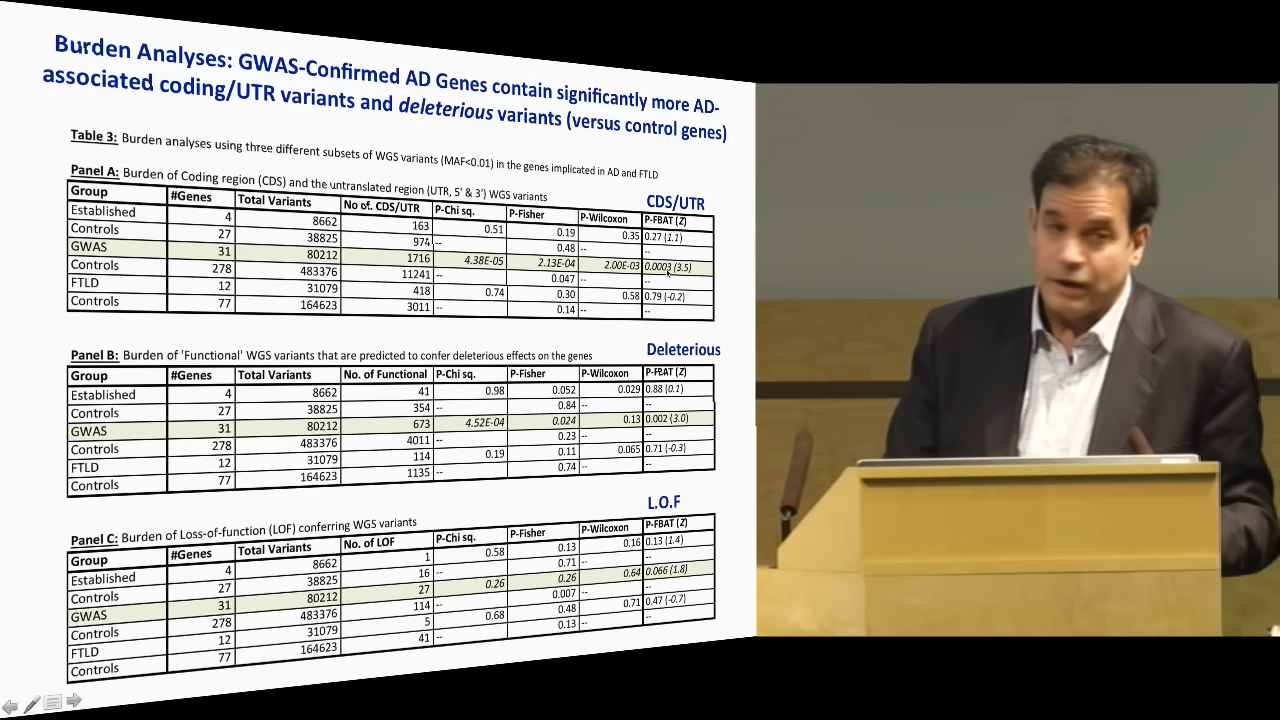 Burden Analyses: GWAS-Confirmed AD Genes contain significantly more AD-
associated coding/UTR variants and deleterious variants (versus control genes)
Table 3: Burden analyses using three different subsets of WGS variants (MAF<0.01) in the genes implicated in AD and FTLD
Panel A: Burden of Coding region (CDS) and the untranslated region (UTR, 5' & 3') WGS variants
CDS/UTR
Group #Genes Total Variants No of. CDS/UTR P-Chi sq. P-Fisher P-Wilcoxon P-FBAT (Z)
Established 4 8662 163 0.51 0.19 0.35 0.27 (1.1)
Controls 27 38825 974 -- 0.48 -- --
GWAS 31 80212 1716 4.38E-05 2.13E-04 2.00E-03 0.0003 (3.5)
Controls 278 483376 11241 -- 0.047 -- --
FTLD 12 31079 418 0.74 0.30 0.58 0.79 (-0.2)
Controls 77 164623 3011 -- 0.14 -- --
Panel B: Burden of 'Functional' WGS variants that are predicted to confer deleterious effects on the genes
Deleterious
Group #Genes Total Variants No. of Functional P-Chi sq. P-Fisher P-Wilcoxon P-FBAT (Z)
Established 4 8662 41 0.98 0.052 0.029 0.88 (0.1)
Controls 27 38825 354 -- 0.84 -- --
GWAS 31 80212 673 4.52E-04 0.024 0.13 0.002 (3.0)
Controls 278 483376 4011 -- 0.23 -- --
FTLD 12 31079 114 0.19 0.11 0.065 0.71 (-0.3)
Controls 77 164623 1135 -- 0.74 -- --
L.O.F
Panel C: Burden of Loss-of-function (LOF) conferring WGS variants
Group #Genes Total Variants No. of LOF P-Chi sq. P-Fisher P-Wilcoxon P-FBAT (Z)
Established 4 8662 1 0.58 0.13 0.16 0.13 (1.4)
Controls 27 38825 16 -- 0.71 -- --
GWAS 31 80212 27 0.26 0.26 0.64 0.066 (1.8)
Controls 278 483376 114 -- 0.007 -- --
FTLD 12 31079 5 0.68 0.48 0.71 0.47 (-0.7)
Controls 77 164623 41 -- 0.13 -- --